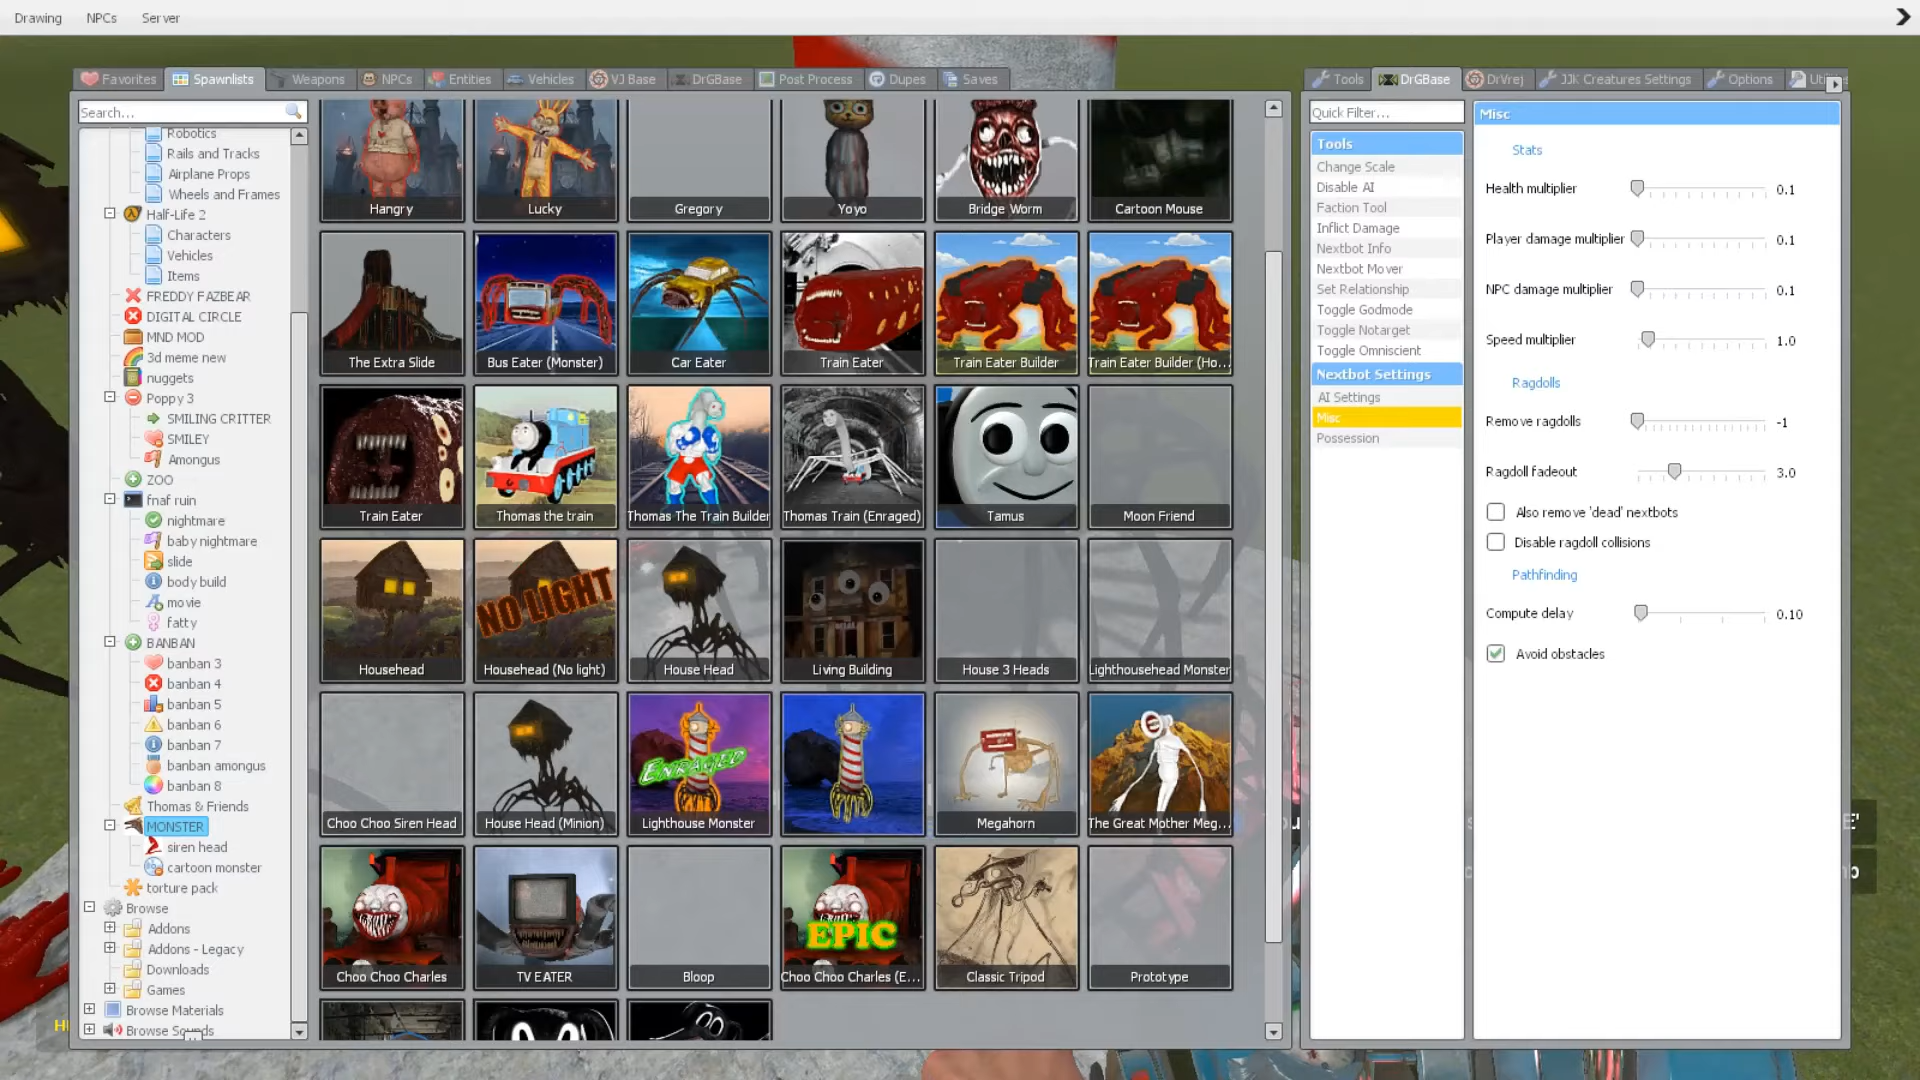 Drawing NPCs Server
Favorites Spawnlists Weapons NPCs Entities Vehicles VJ Base DrGBase Post Process Dupes Saves
Search...
Robotics
Rails and Tracks
Airplane Props
Wheels and Frames
Half-Life 2
Characters
Vehicles
Items
FREDDY FAZBEAR
DIGITAL CIRCLE
MND MOD
3d meme new
nuggets
Poppy 3
SMILING CRITTER
SMILEY
Amongus
ZOO
fnaf ruin
nightmare
baby nightmare
slide
body build
movie
fatty
BANBAN
banban 3
banban 4
banban 5
banban 6
banban 7
banban amongus
banban 8
Thomas & Friends
MONSTER
siren head
cartoon monster
torture pack
Browse
Addons
Addons - Legacy
Downloads
Games
Browse Materials
Browse Sounds
Hangry Lucky Gregory Yoyo Bridge Worm Cartoon Mouse
The Extra Slide Bus Eater (Monster) Car Eater Train Eater Train Eater Builder Train Eater Builder (Ho...
Train Eater Thomas the train Thomas The Train Builder Thomas Train (Enraged) Tamus Moon Friend
NO LIGHT
Househead Househead (No light) House Head Living Building House 3 Heads Lighthousehead Monster
ENRAGED
Choo Choo Siren Head House Head (Minion) Lighthouse Monster Megahorn The Great Mother Meg...
EPIC
Choo Choo Charles TV EATER Bloop Choo Choo Charles (E... Classic Tripod Prototype
Tools DrGBase DrVrej JJK Creatures Settings Options
Quick Filter...
Tools
Change Scale
Disable AI
Faction Tool
Inflict Damage
Nextbot Info
Nextbot Mover
Set Relationship
Toggle Godmode
Toggle Notarget
Toggle Omniscient
Nextbot Settings
AI Settings
Misc
Possession
Misc
Stats
Health multiplier 0.1
Player damage multiplier 0.1
NPC damage multiplier 0.1
Speed multiplier 1.0
Ragdolls
Remove ragdolls -1
Ragdoll fadeout 3.0
Also remove 'dead' nextbots
Disable ragdoll collisions
Pathfinding
Compute delay 0.10
Avoid obstacles